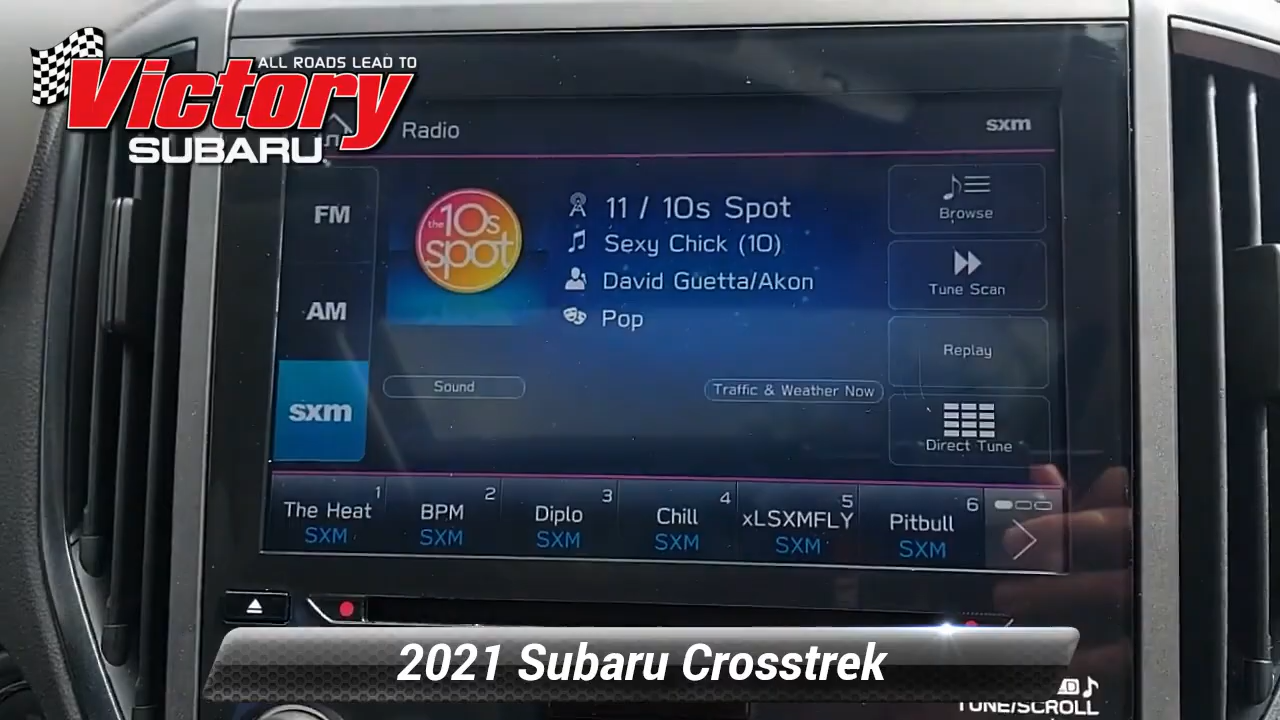 ALL ROADS LEAD TO
Victory
SUBARU
Radio
sxm
FM
AM
sxm
the
10s
spot
11 / 10s Spot
Sexy Chick (10)
David Guetta/Akon
Pop
Browse
Tune Scan
Replay
Direct Tune
Sound
Traffic & Weather Now
1
The Heat
SXM
2
BPM
SXM
3
Diplo
SXM
4
Chill
SXM
5
xLSXMFLY
SXM
6
Pitbull
SXM
2021 Subaru Crosstrek
TUNE/SCROLL